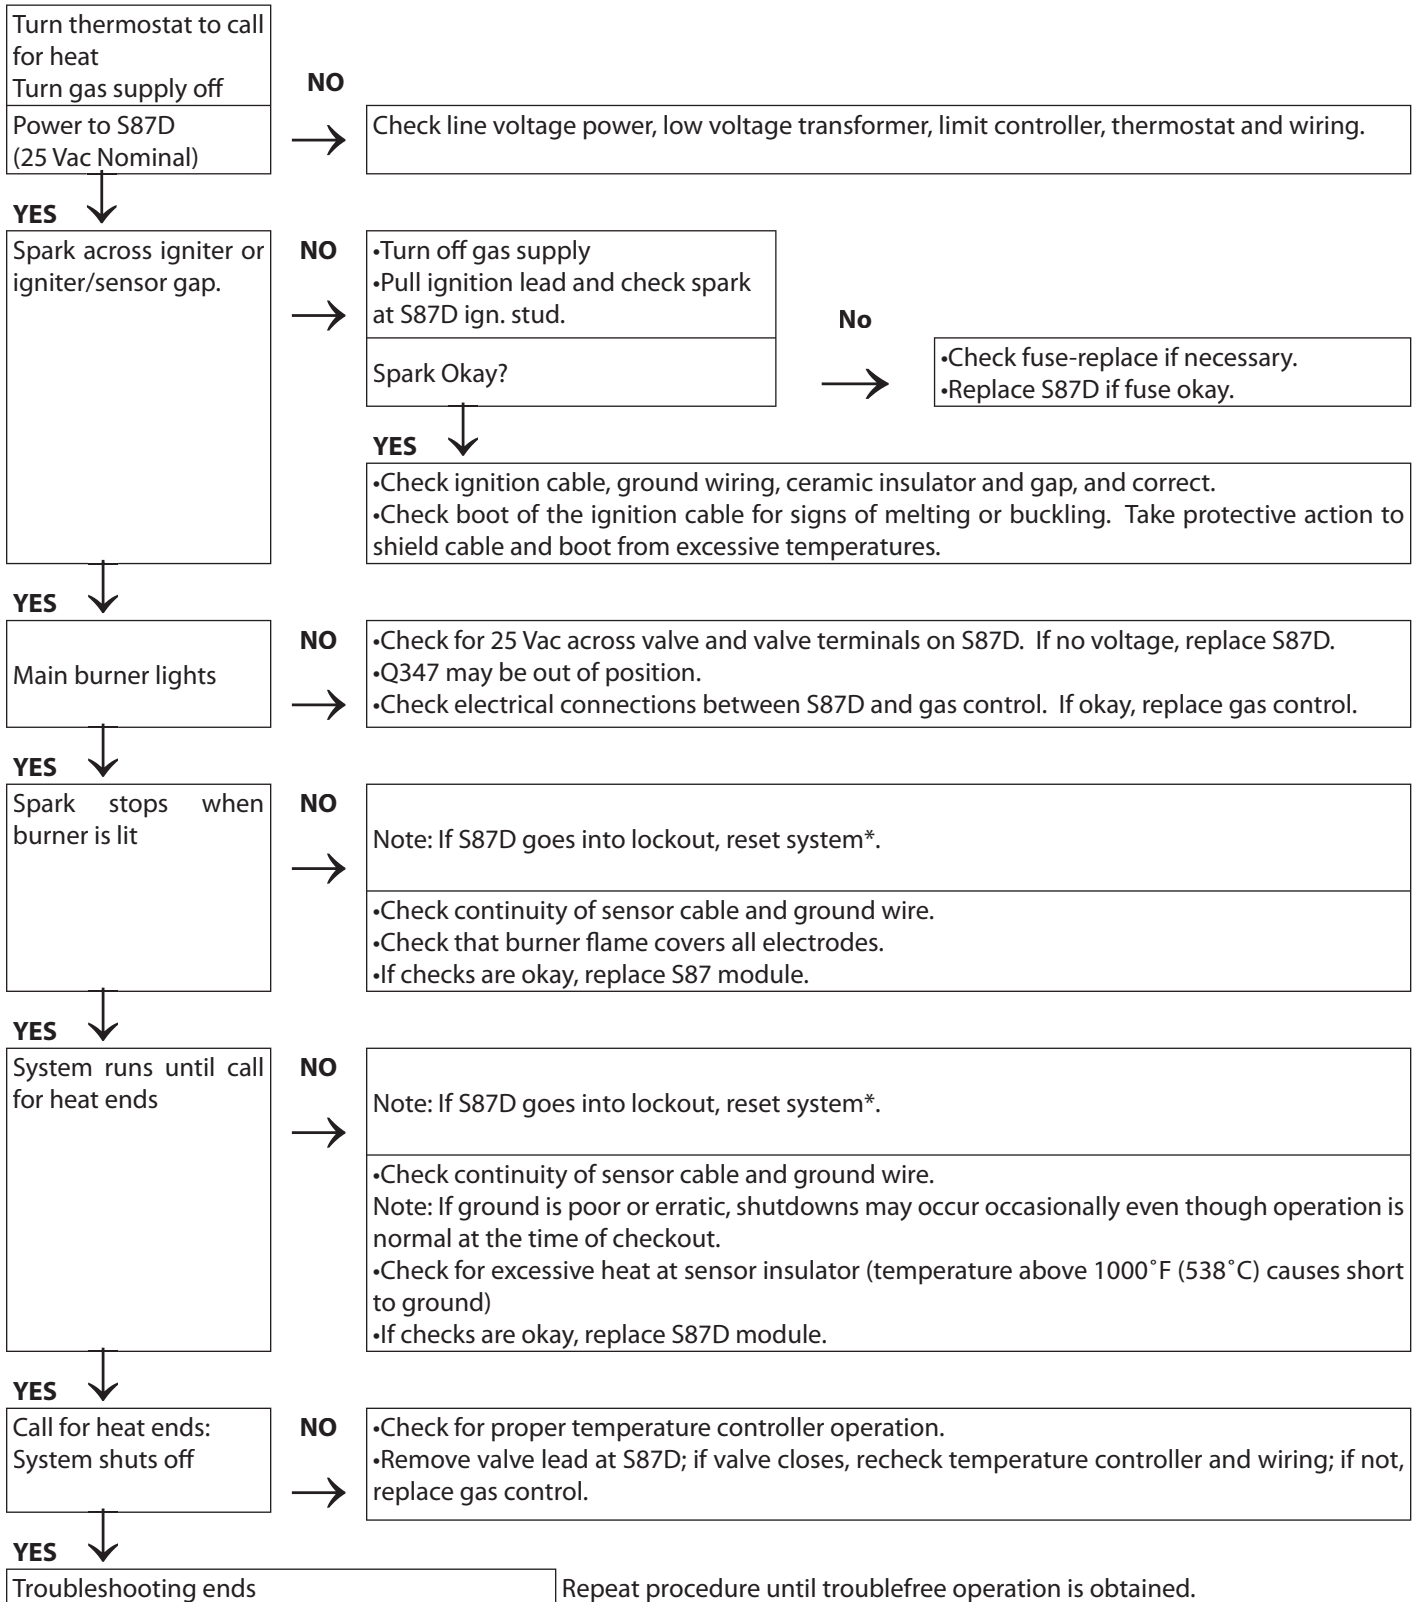 Turn thermostat to call
for heat
Turn gas supply off
NO
Power to S87D
(25 Vac Nominal)
Check line voltage power, low voltage transformer, limit controller, thermostat and wiring.
YES
Spark across igniter or
igniter/sensor gap.
NO
•Turn off gas supply
•Pull ignition lead and check spark
at S87D ign. stud.
Spark Okay?
No
•Check fuse-replace if necessary.
•Replace S87D if fuse okay.
YES
•Check ignition cable, ground wiring, ceramic insulator and gap, and correct.
•Check boot of the ignition cable for signs of melting or buckling. Take protective action to
shield cable and boot from excessive temperatures.
YES
Main burner lights
NO
•Check for 25 Vac across valve and valve terminals on S87D. If no voltage, replace S87D.
•Q347 may be out of position.
•Check electrical connections between S87D and gas control. If okay, replace gas control.
YES
Spark stops when
burner is lit
NO
Note: If S87D goes into lockout, reset system*.
•Check continuity of sensor cable and ground wire.
•Check that burner flame covers all electrodes.
•If checks are okay, replace S87 module.
YES
System runs until call
for heat ends
NO
Note: If S87D goes into lockout, reset system*.
•Check continuity of sensor cable and ground wire.
Note: If ground is poor or erratic, shutdowns may occur occasionally even though operation is
normal at the time of checkout.
•Check for excessive heat at sensor insulator (temperature above 1000˚F (538˚C) causes short
to ground)
•If checks are okay, replace S87D module.
YES
Call for heat ends:
System shuts off
NO
•Check for proper temperature controller operation.
•Remove valve lead at S87D; if valve closes, recheck temperature controller and wiring; if not,
replace gas control.
YES
Troubleshooting ends
Repeat procedure until troublefree operation is obtained.